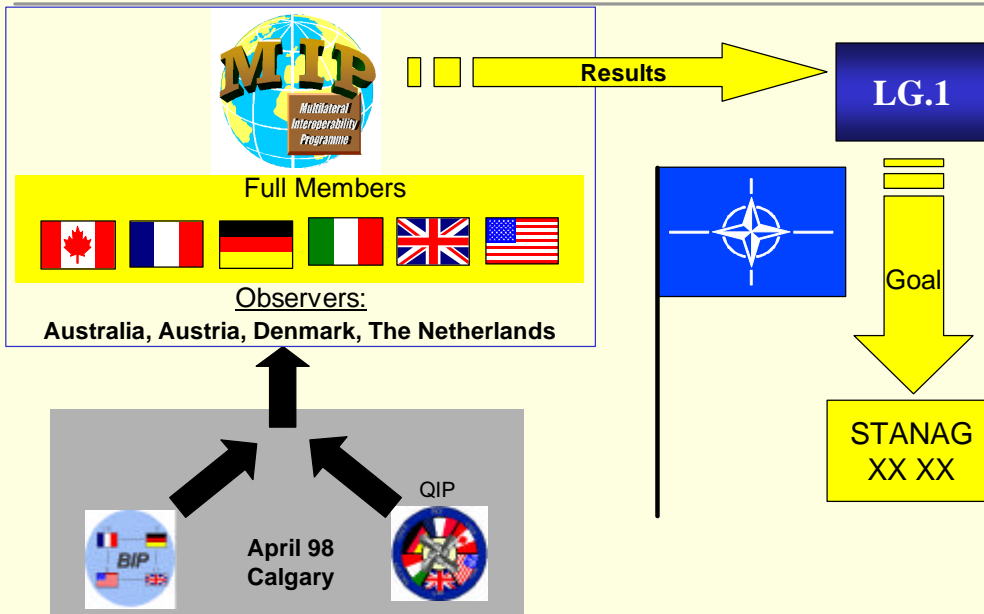 MIP
Multilateral
Interoperability
Programme
Results
LG.1
Full Members
Observers:
Australia, Austria, Denmark, The Netherlands
Goal
STANAG
XX XX
QIP
BIP
April 98
Calgary